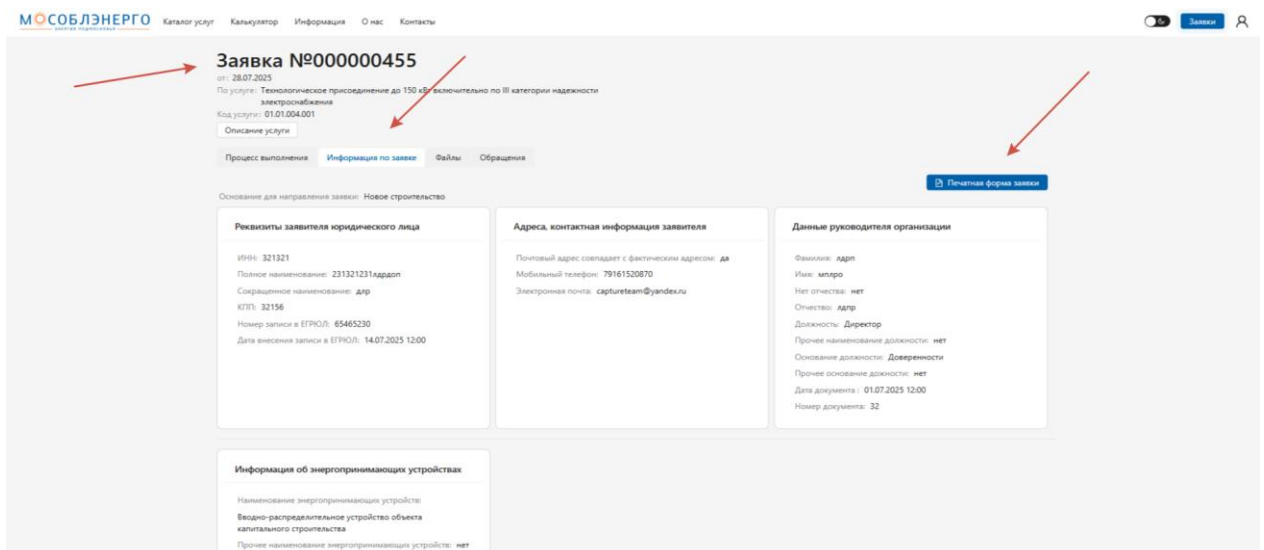 МОСОБЛЭНЕРГО
ЭНЕРГИЯ ПОДМОСКОВЬЯ
Каталог услуг Калькулятор Информация О нас Контакты
Заявки
Заявка №000000455
от: 28.07.2025
По услуге: Технологическое присоединение до 150 кВт включительно по III категории надежности
электроснабжения
Код услуги: 01.01.004.001
Описание услуги
Процесс выполнения Информация по заявке Файлы Обращения
Печатная форма заявки
Основание для направления заявки: Новое строительство
Реквизиты заявителя юридического лица
ИНН: 321321
Полное наименование: 231321231лдрдоп
Сокращенное наименование: длр
КПП: 32156
Номер записи в ЕГРЮЛ: 65465230
Дата внесения записи в ЕГРЮЛ: 14.07.2025 12:00
Адреса, контактная информация заявителя
Почтовый адрес совпадает с фактическим адресом: да
Мобильный телефон: 79161520870
Электронная почта: captureteam@yandex.ru
Данные руководителя организации
Фамилия: лдрп
Имя: мплро
Нет отчества: нет
Отчество: лдпр
Должность: Директор
Прочее наименование должности: нет
Основание должности: Доверенности
Прочее основание дожности: нет
Дата документа : 01.07.2025 12:00
Номер документа: 32
Информация об энергопринимающих устройствах
Наименование энергопринимающих устройств:
Вводно-распределительное устройство объекта
капитального строительства
Прочее наименование энергопринимающих устройств: нет